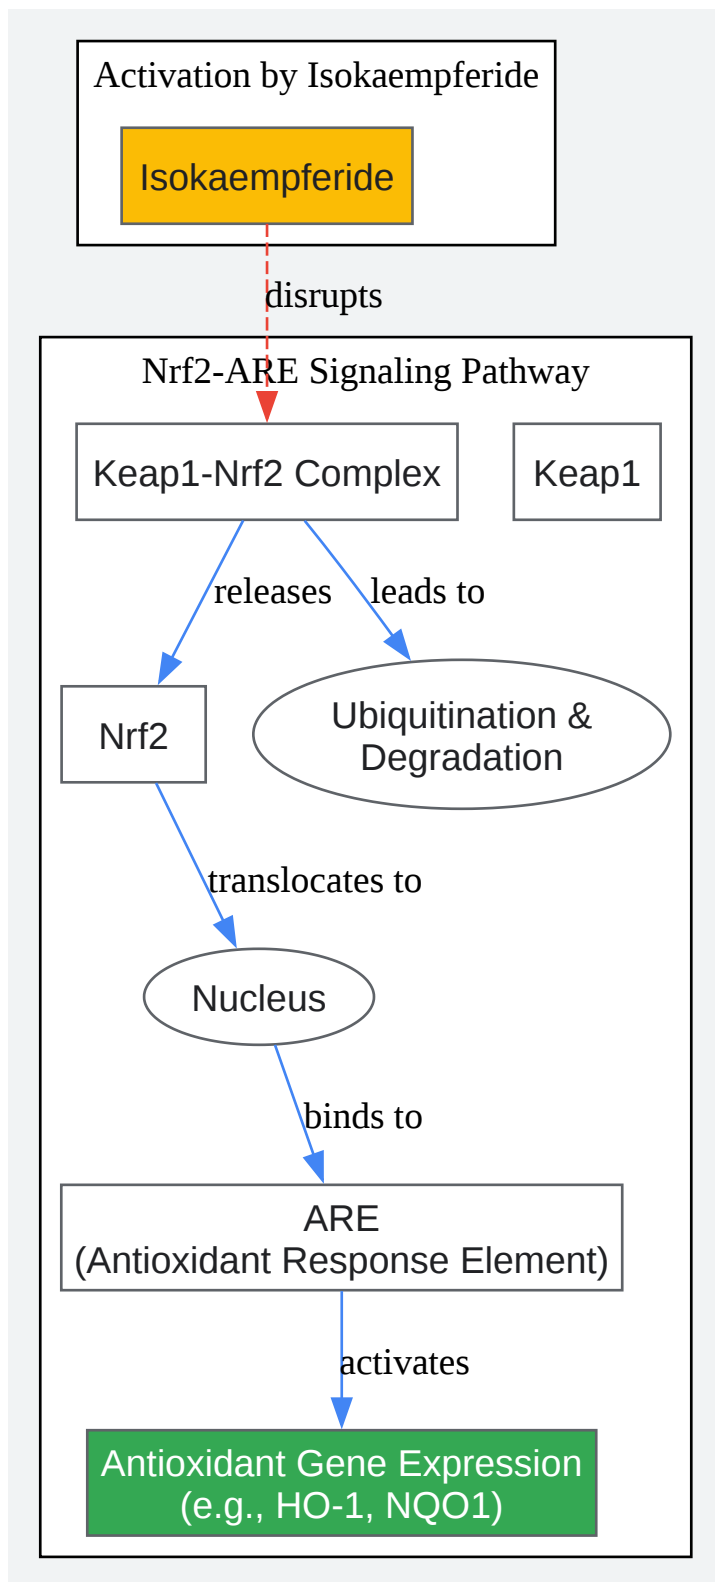 Activation by Isokaempferide
Isokaempferide
disrupts
Nrf2-ARE Signaling Pathway
Keap1-Nrf2 Complex
Keap1
releases
leads to
Nrf2
Ubiquitination &
Degradation
translocates to
Nucleus
binds to
ARE
(Antioxidant Response Element)
activates
Antioxidant Gene Expression
(e.g., HO-1, NQO1)